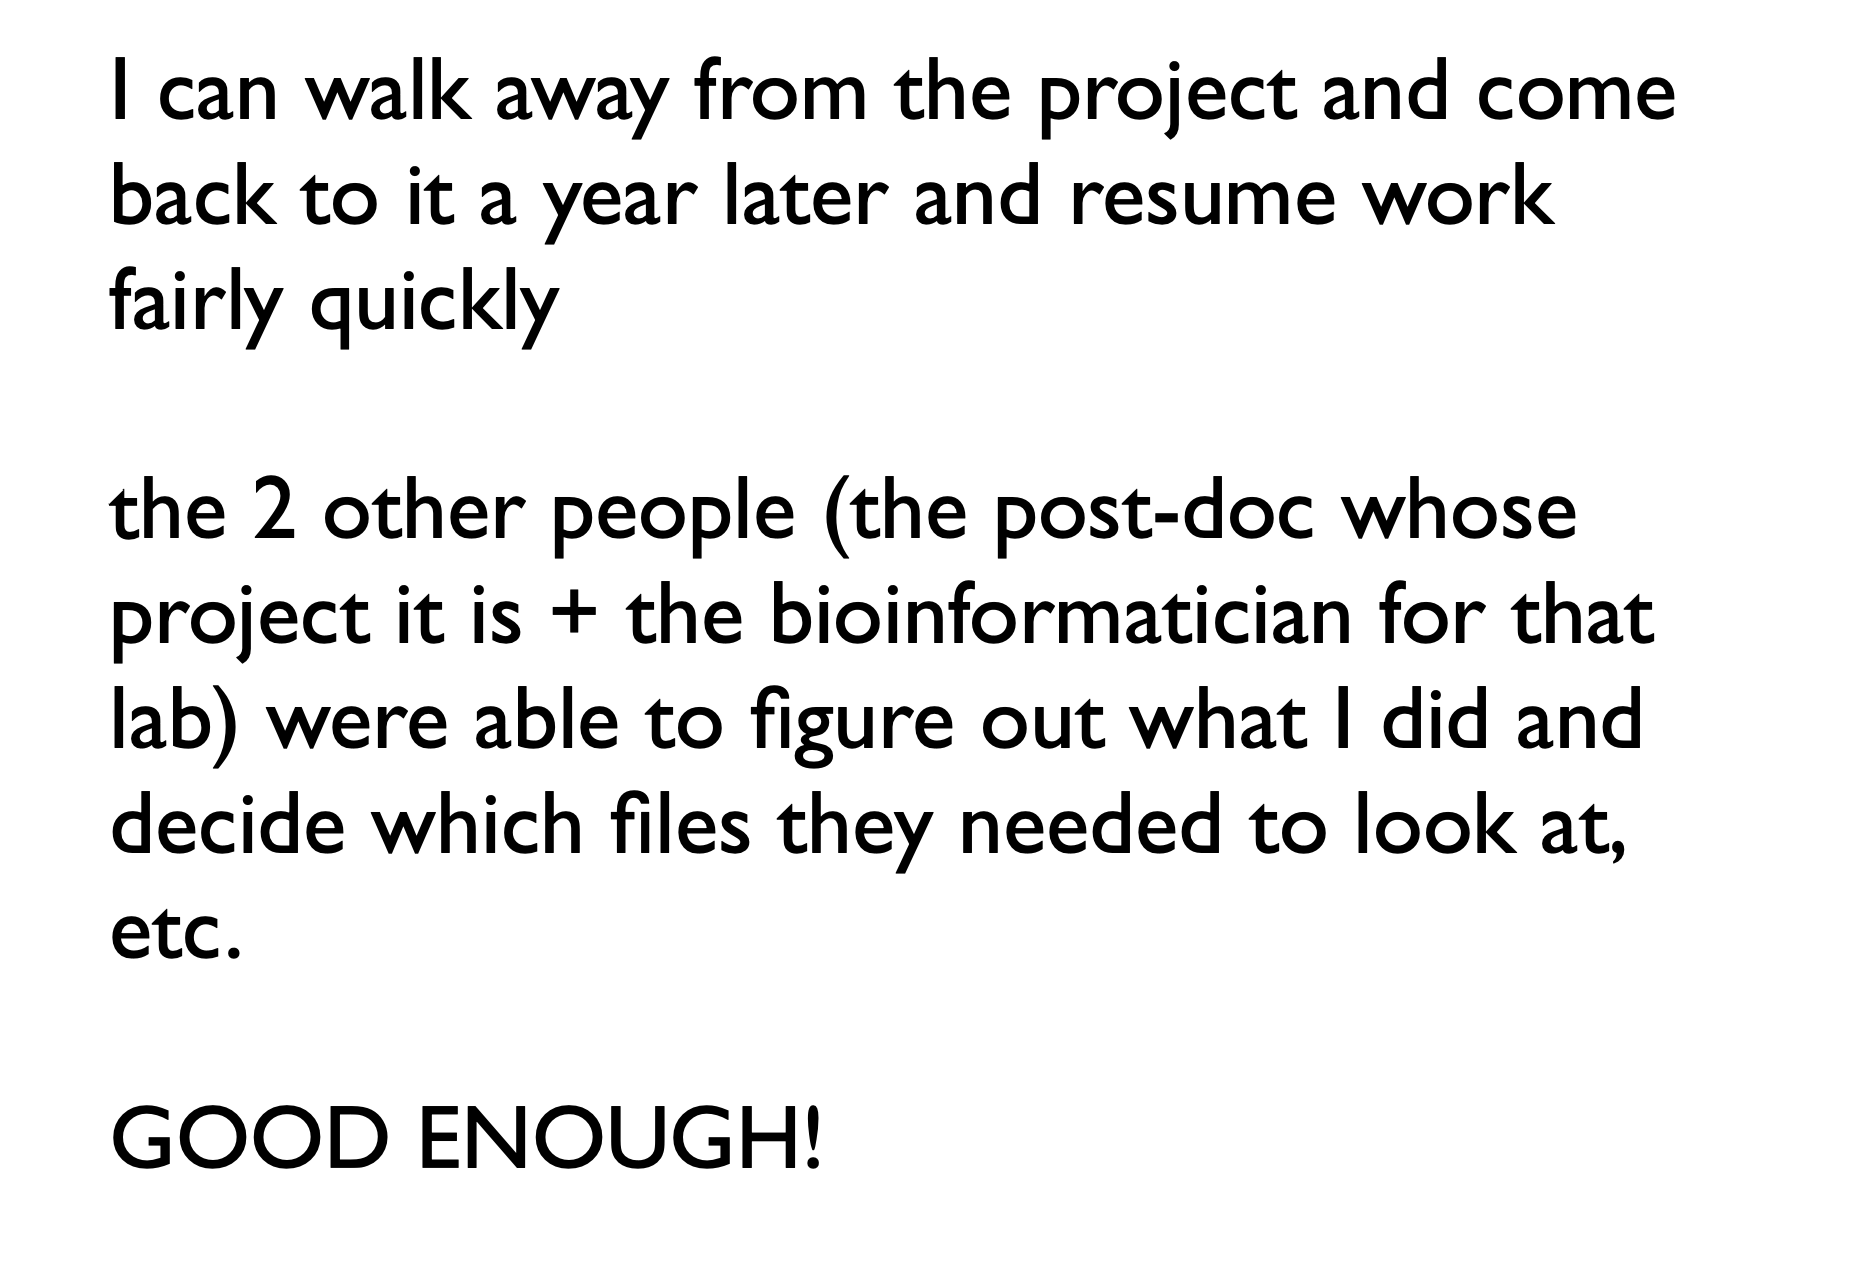 I can walk away from the project and come
back to it a year later and resume work
fairly quickly
the 2 other people (the post-doc whose
project it is + the bioinformatician for that
lab) were able to figure out what I did and
decide which files they needed to look at,
etc.
GOOD ENOUGH!